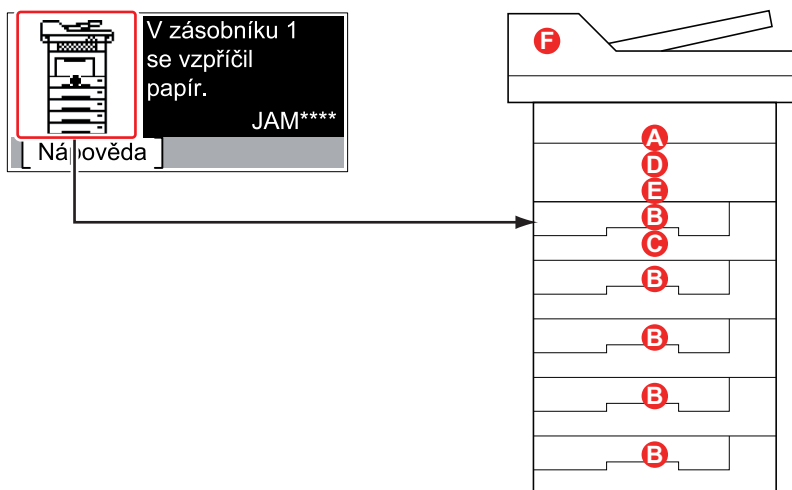 V zásobníku 1
se vzpříčil
papír.
JAM****
[ Nápověda ]
F
A
D
E
B
C
B
B
B
B